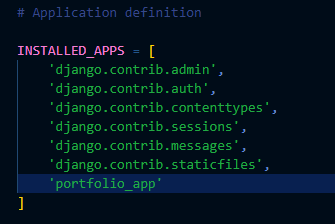 # Application definition
INSTALLED_APPS = [
'django.contrib.admin',
'django.contrib.auth',
'django.contrib.contenttypes',
'django.contrib.sessions',
'django.contrib.messages',
'django.contrib.staticfiles',
'portfolio_app'
]